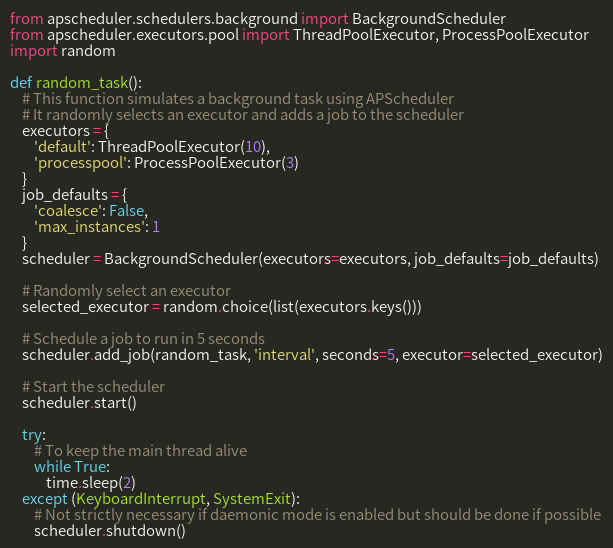 from apscheduler.schedulers.background import BackgroundScheduler
from apscheduler.executors.pool import ThreadPoolExecutor, ProcessPoolExecutor
import random

def random_task():
    # This function simulates a background task using APScheduler
    # It randomly selects an executor and adds a job to the scheduler
    executors = {
        'default': ThreadPoolExecutor(10),
        'processpool': ProcessPoolExecutor(3)
    }
    job_defaults = {
        'coalesce': False,
        'max_instances': 1
    }
    scheduler = BackgroundScheduler(executors=executors, job_defaults=job_defaults)

    # Randomly select an executor
    selected_executor = random.choice(list(executors.keys()))

    # Schedule a job to run in 5 seconds
    scheduler.add_job(random_task, 'interval', seconds=5, executor=selected_executor)

    # Start the scheduler
    scheduler.start()

    try:
        # To keep the main thread alive
        while True:
            time.sleep(2)
    except (KeyboardInterrupt, SystemExit):
        # Not strictly necessary if daemonic mode is enabled but should be done if possible
        scheduler.shutdown()